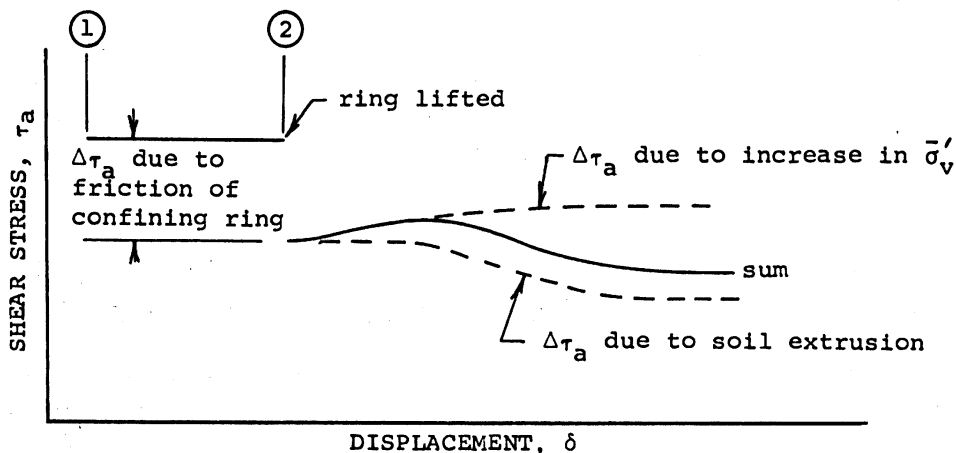 ① ②
ring lifted
Δτa due to
friction of
confining ring
Δτa due to increase in σ̄′v
sum
Δτa due to soil extrusion
SHEAR STRESS, τa
DISPLACEMENT, δ